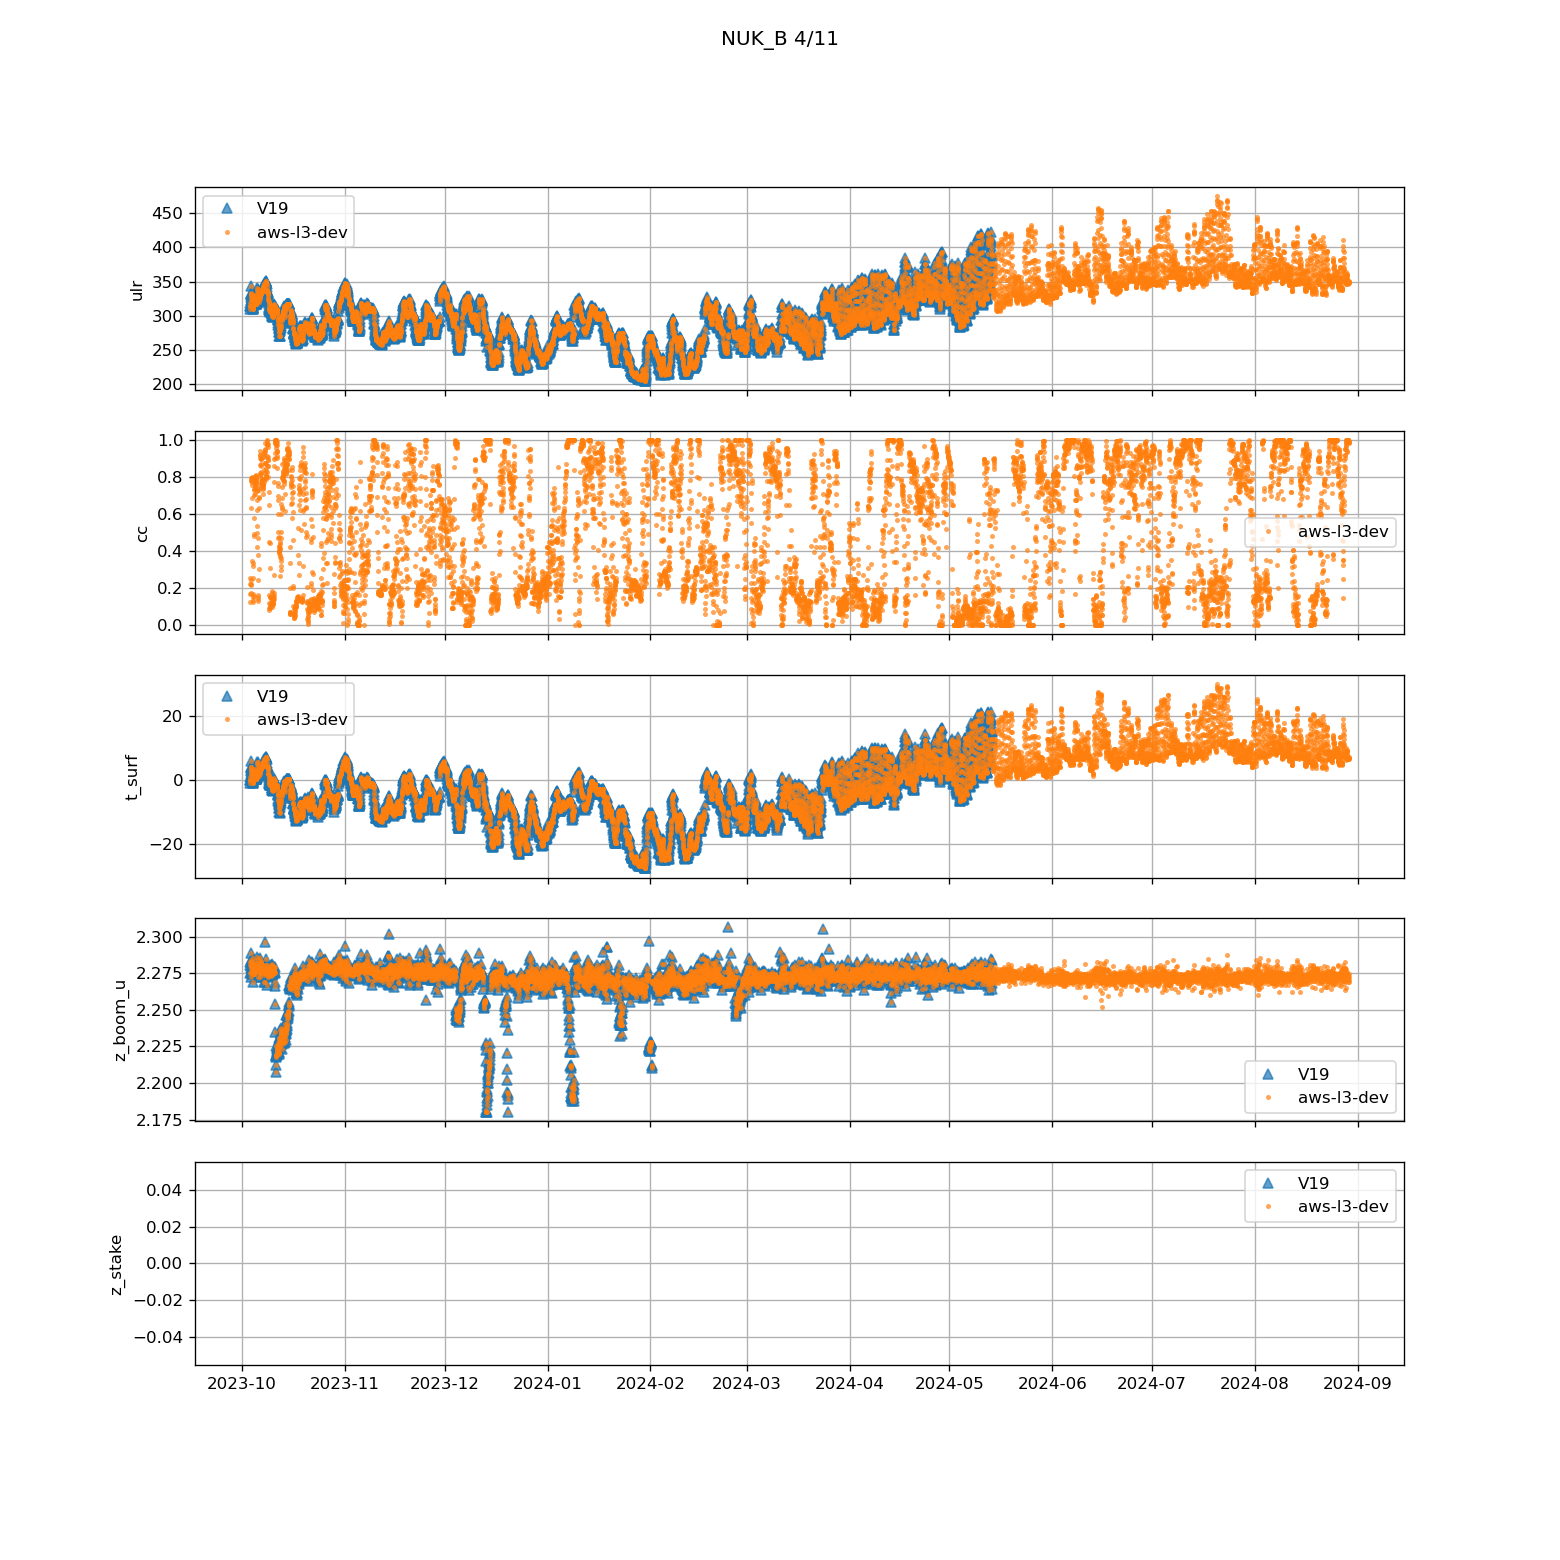 NUK_B 4/11
450
400
350
300
250
200
ulr
V19
aws-l3-dev
1.0
0.8
0.6
0.4
0.2
0.0
cc
aws-l3-dev
20
0
−20
t_surf
V19
aws-l3-dev
2.300
2.275
2.250
2.225
2.200
2.175
z_boom_u
V19
aws-l3-dev
0.04
0.02
0.00
−0.02
−0.04
z_stake
V19
aws-l3-dev
2023-10 2023-11 2023-12 2024-01 2024-02 2024-03 2024-04 2024-05 2024-06 2024-07 2024-08 2024-09